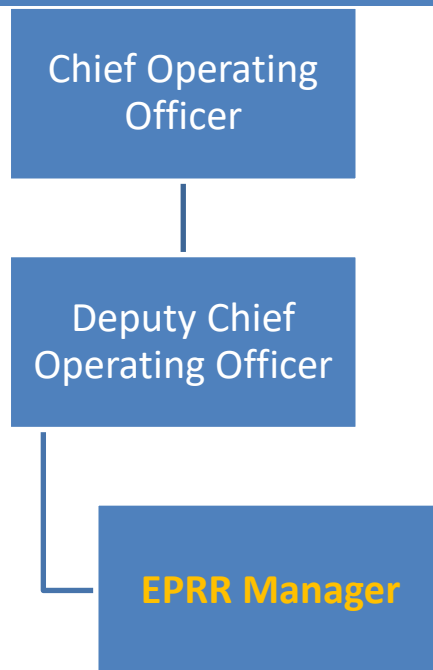 Chief Operating
Officer
Deputy Chief
Operating Officer
EPRR Manager